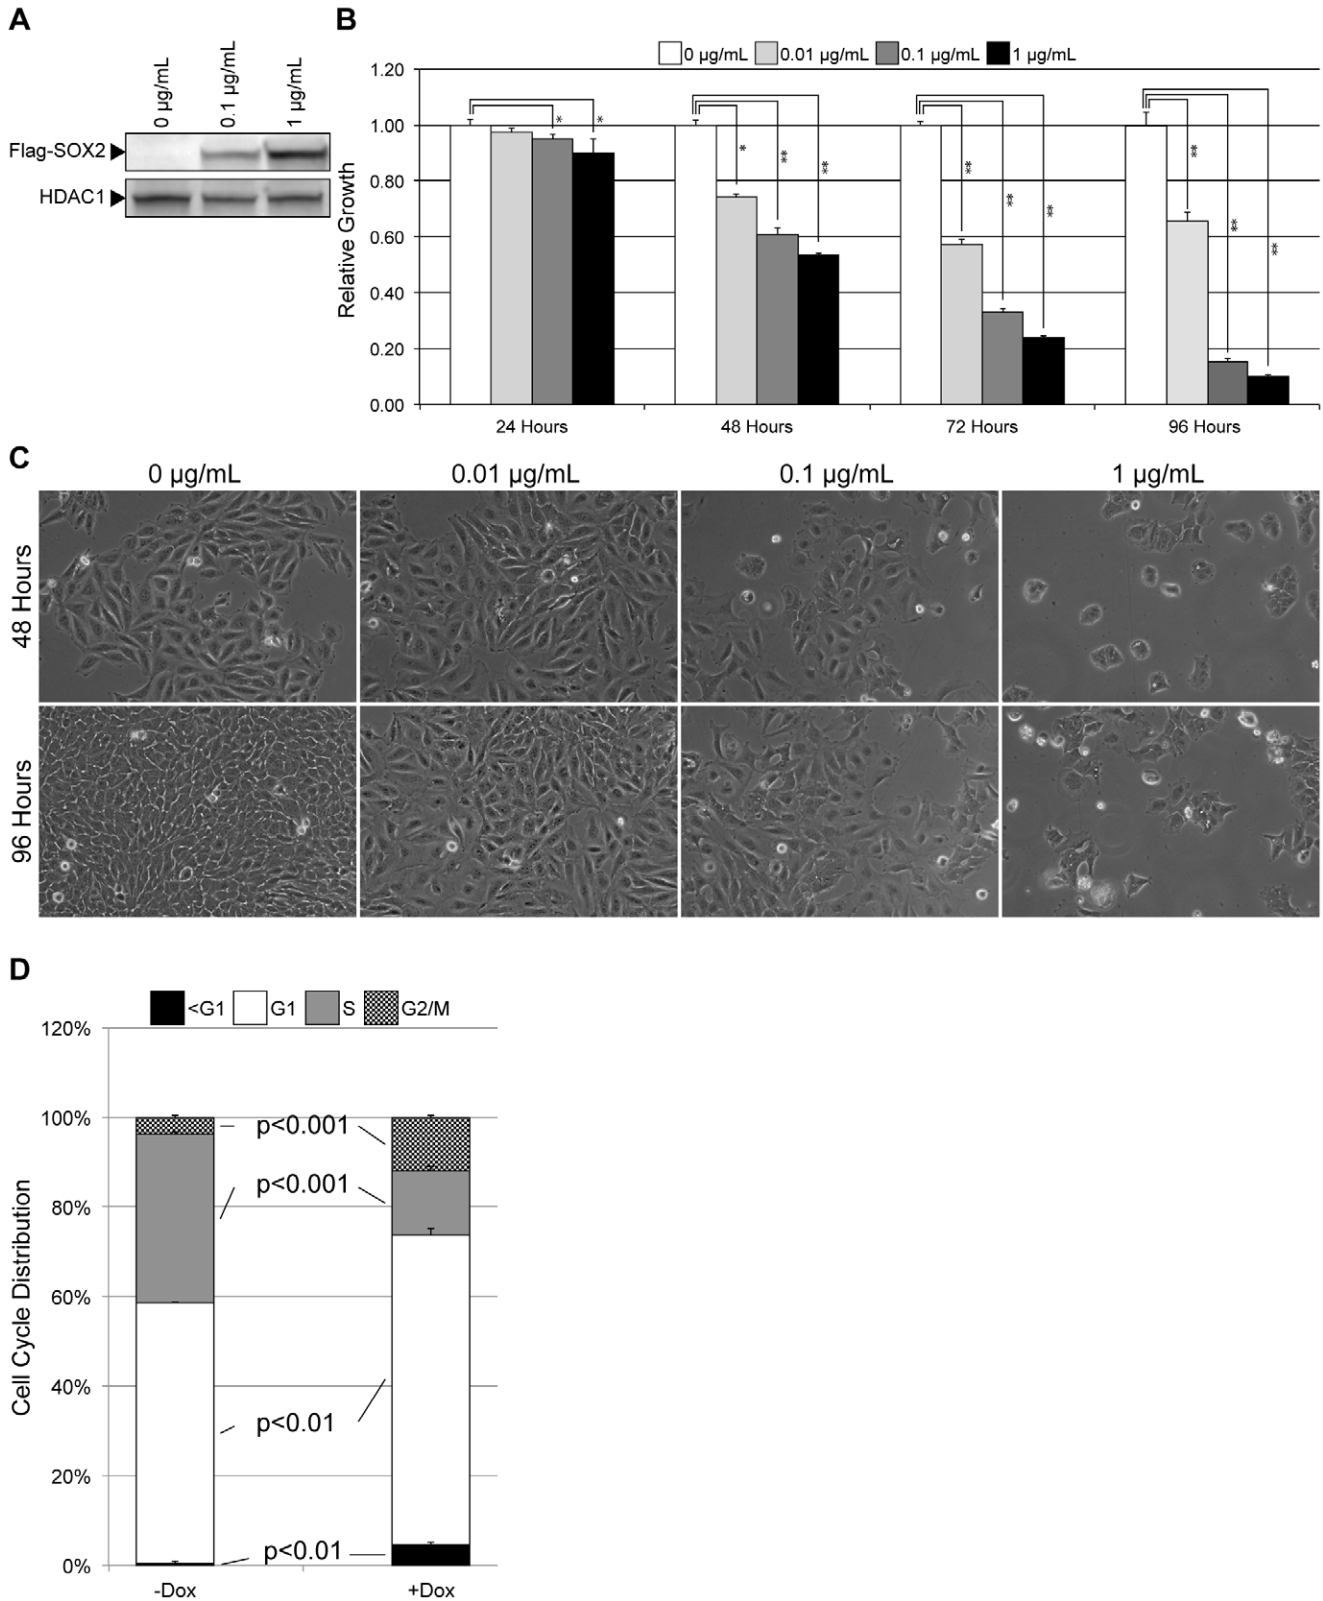 A
0 µg/mL
0.1 µg/mL
1 µg/mL
Flag-SOX2
HDAC1
B
0 µg/mL 0.01 µg/mL 0.1 µg/mL 1 µg/mL
Relative Growth
1.20
1.00
0.80
0.60
0.40
0.20
0.00
* *
* ** **
** ** **
** ** **
24 Hours 48 Hours 72 Hours 96 Hours
C
0 µg/mL 0.01 µg/mL 0.1 µg/mL 1 µg/mL
48 Hours
96 Hours
D
<G1 G1 S G2/M
Cell Cycle Distribution
120%
100%
80%
60%
40%
20%
0%
p<0.001
p<0.001
p<0.01
p<0.01
-Dox +Dox